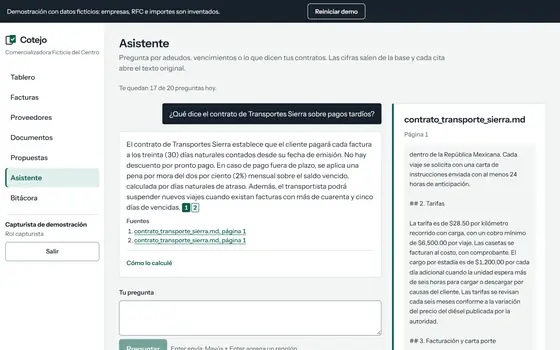 Demostración con datos ficticios: empresas, RFC e importes son inventados.
Reiniciar demo
Cotejo
Comercializadora Ficticia del Centro
Tablero
Facturas
Proveedores
Documentos
Propuestas
Asistente
Bitácora
Capturista de demostración
Rol capturista
Salir
Asistente
Pregunta por adeudos, vencimientos o lo que dicen tus contratos. Las cifras salen de la base y cada cita
abre el texto original.
Te quedan 17 de 20 preguntas hoy.
¿Qué dice el contrato de Transportes Sierra sobre pagos tardíos?
El contrato de Transportes Sierra establece que el cliente pagará cada factura
a los treinta (30) días naturales contados desde su fecha de emisión. No hay
descuento por pronto pago. En caso de pago fuera de plazo, se aplica una
pena por mora del dos por ciento (2%) mensual sobre el saldo vencido,
calculada por días naturales de atraso. Además, el transportista podrá
suspender nuevos viajes cuando existan facturas con más de cuarenta y cinco
días de vencidas. 1 2
Fuentes
1. contrato_transporte_sierra.md, página 1
2. contrato_transporte_sierra.md, página 1
Cómo lo calculé
Tu pregunta
Preguntar
Enter envía, Mayús + Enter agrega un renglón.
contrato_transporte_sierra.md
Página 1
dentro de la República Mexicana. Cada
viaje se solicita con una carta de
instrucciones enviada con al menos 24
horas de anticipación.
## 2. Tarifas
La tarifa es de $28.50 por kilómetro
recorrido con carga, con un cobro mínimo
de $6,500.00 por viaje. Las casetas se
facturan al costo, con comprobante. El
cargo por estadía es de $1,200.00 por cada
día adicional cuando la unidad espera más
de seis horas para cargar o descargar por
causas del cliente. Las tarifas se revisan
cada seis meses conforme a la variación
del precio del diésel publicada por la
autoridad.
## 3. Facturación y carta porte